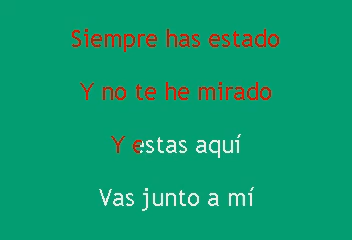 Siempre has estado
Y no te he mirado
Y estas aquí
Vas junto a mí